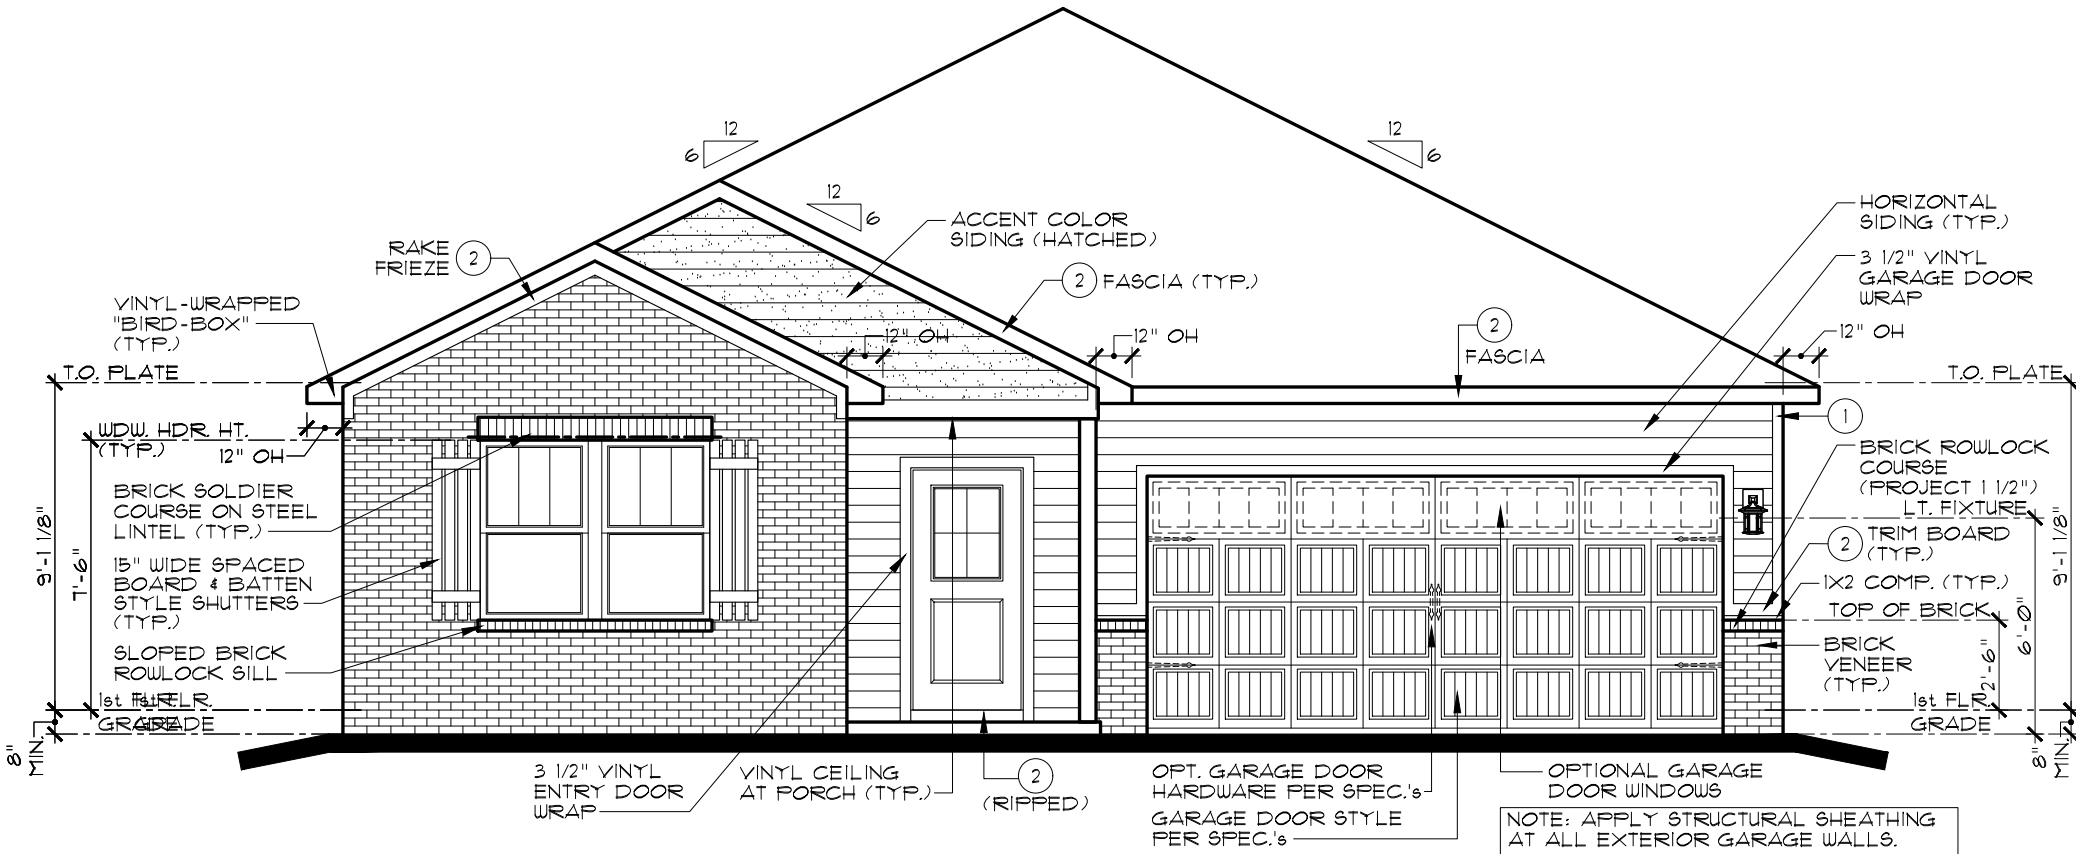 12
6
12
6
12
6
RAKE
FRIEZE
2
ACCENT COLOR
SIDING (HATCHED)
2
FASCIA (TYP.)
HORIZONTAL
SIDING (TYP.)
3 1/2" VINYL
GARAGE DOOR
WRAP
VINYL-WRAPPED
"BIRD-BOX"
(TYP.)
12" OH
12" OH
2
FASCIA
12" OH
T.O. PLATE
T.O. PLATE
WDW. HDR. HT.
(TYP.)
12" OH
1
BRICK ROWLOCK
COURSE
(PROJECT 1 1/2")
LT. FIXTURE
BRICK SOLDIER
COURSE ON STEEL
LINTEL (TYP.)
2
TRIM BOARD
(TYP.)
15" WIDE SPACED
BOARD & BATTEN
STYLE SHUTTERS
(TYP.)
1X2 COMP. (TYP.)
TOP OF BRICK
9'-1 1/8"
7'-6"
9'-1 1/8"
6'-0"
2'-6"
SLOPED BRICK
ROWLOCK SILL
BRICK
VENEER
(TYP.)
1st FLR.
GRADE
1st FLR.
GRADE
8"
MIN.
8"
MIN.
3 1/2" VINYL
ENTRY DOOR
WRAP
VINYL CEILING
AT PORCH (TYP.)
2
(RIPPED)
OPT. GARAGE DOOR
HARDWARE PER SPEC.'s
GARAGE DOOR STYLE
PER SPEC.'s
OPTIONAL GARAGE
DOOR WINDOWS
NOTE: APPLY STRUCTURAL SHEATHING
AT ALL EXTERIOR GARAGE WALLS.